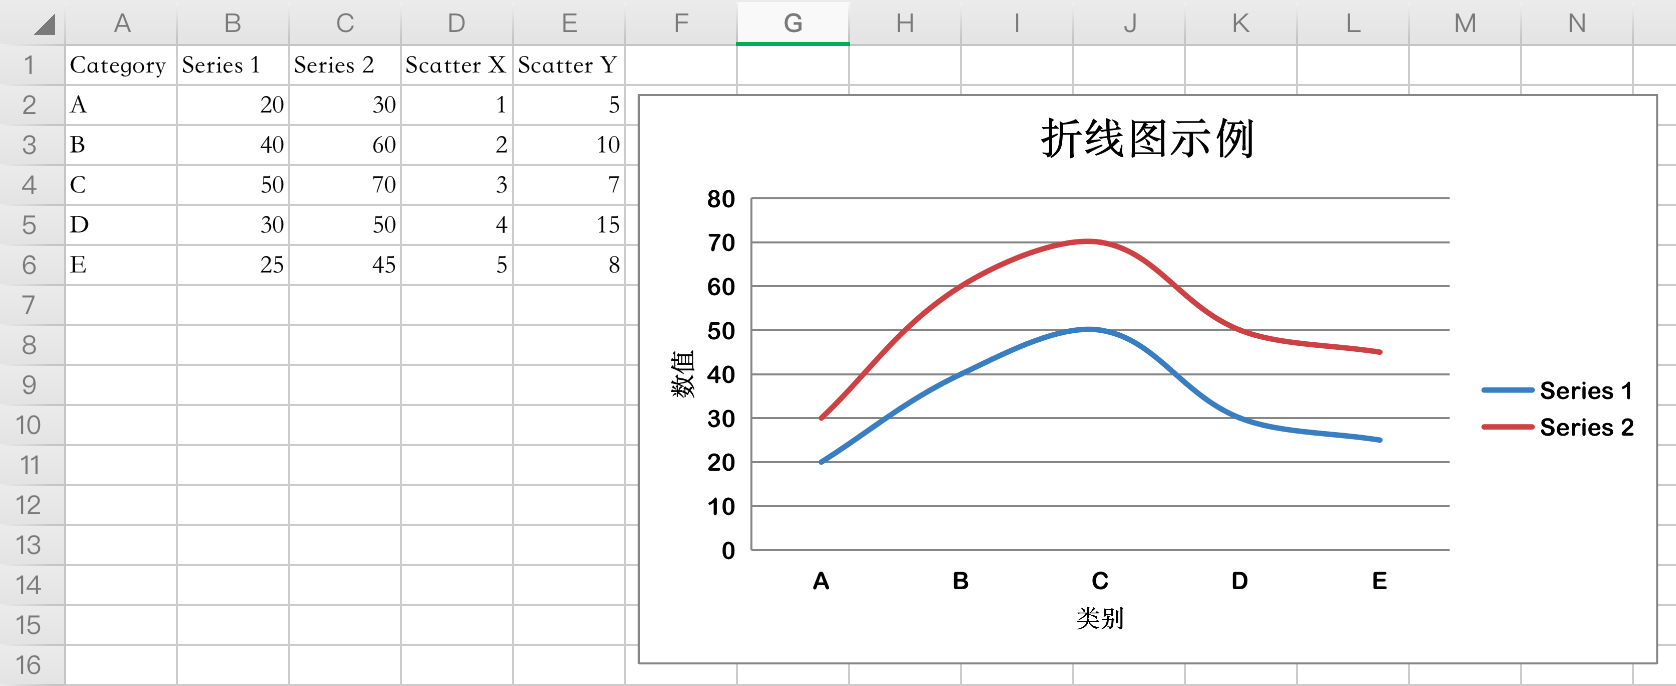 A B C D E F G H I J K L M N
1 Category Series 1 Series 2 Scatter X Scatter Y
2 A 20 30 1 5
3 B 40 60 2 10
4 C 50 70 3 7
5 D 30 50 4 15
6 E 25 45 5 8
7
8
9
10
11
12
13
14
15
16
折线图示例
80
70
60
50
40
30
20
10
0
数值
A B C D E
类别
Series 1
Series 2